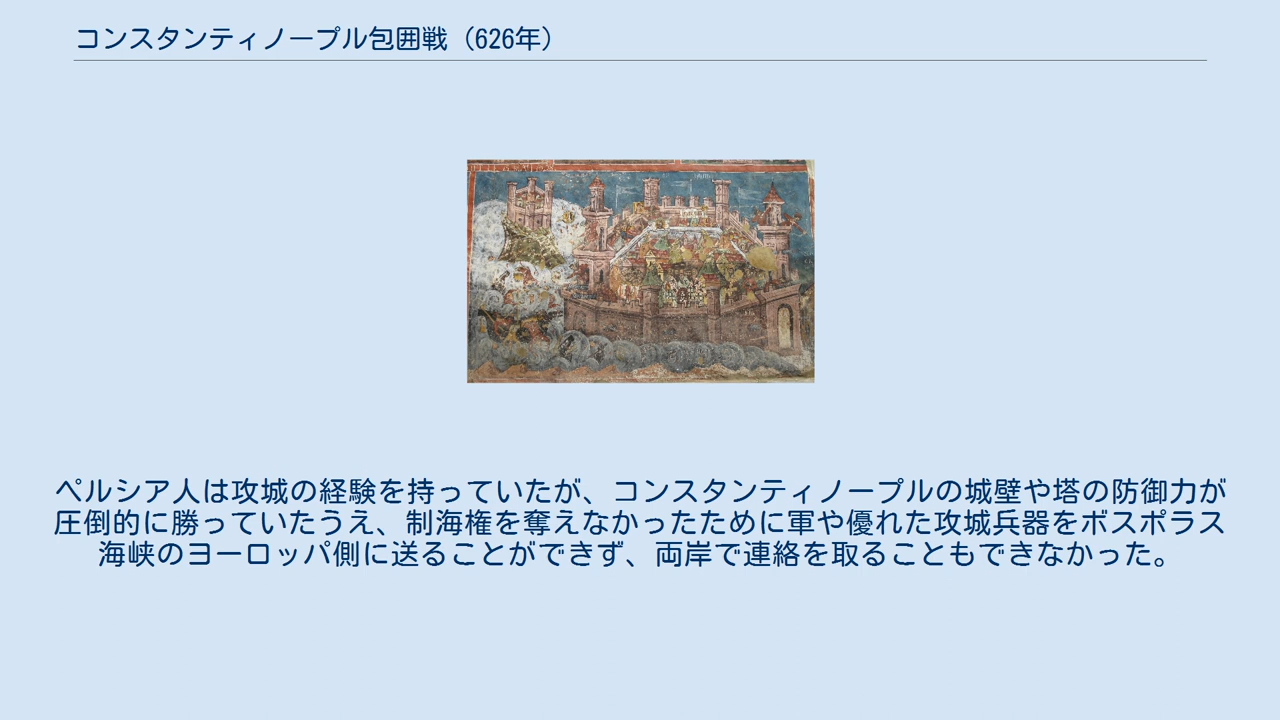 コンスタンティノープル包囲戦（626年）
ペルシア人は攻城の経験を持っていたが、コンスタンティノープルの城壁や塔の防御力が
圧倒的に勝っていたうえ、制海権を奪えなかったために軍や優れた攻城兵器をボスポラス
海峡のヨーロッパ側に送ることができず、両岸で連絡を取ることもできなかった。